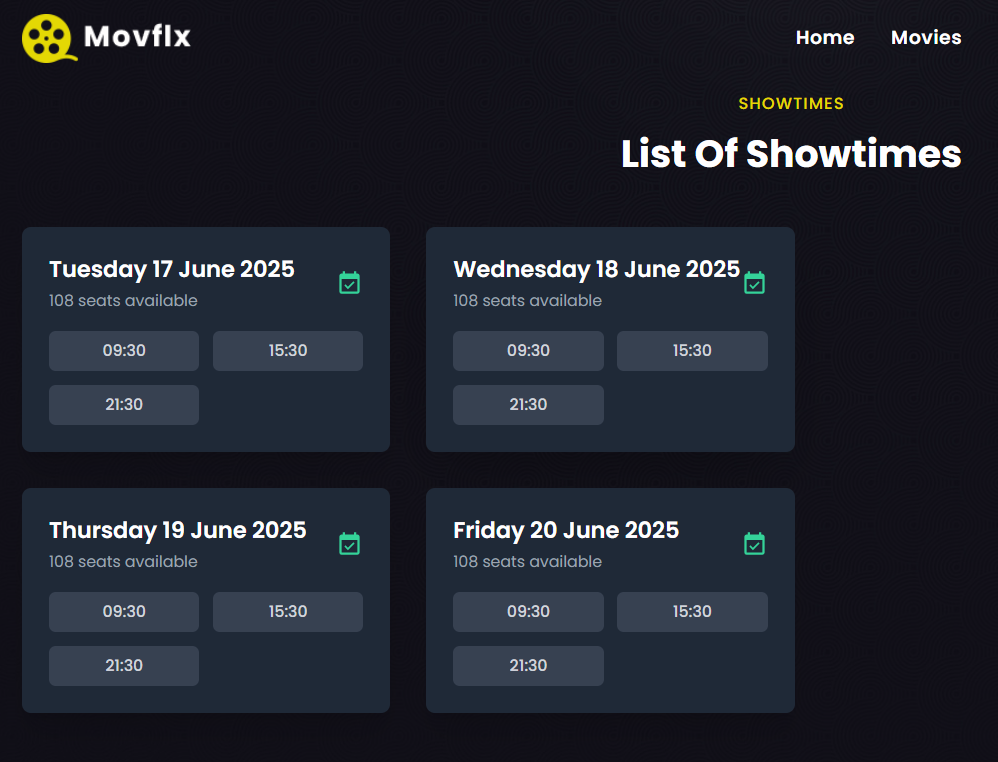 Movflx
Home Movies
SHOWTIMES
List Of Showtimes
Tuesday 17 June 2025
108 seats available
09:30 15:30
21:30
Wednesday 18 June 2025
108 seats available
09:30 15:30
21:30
Thursday 19 June 2025
108 seats available
09:30 15:30
21:30
Friday 20 June 2025
108 seats available
09:30 15:30
21:30